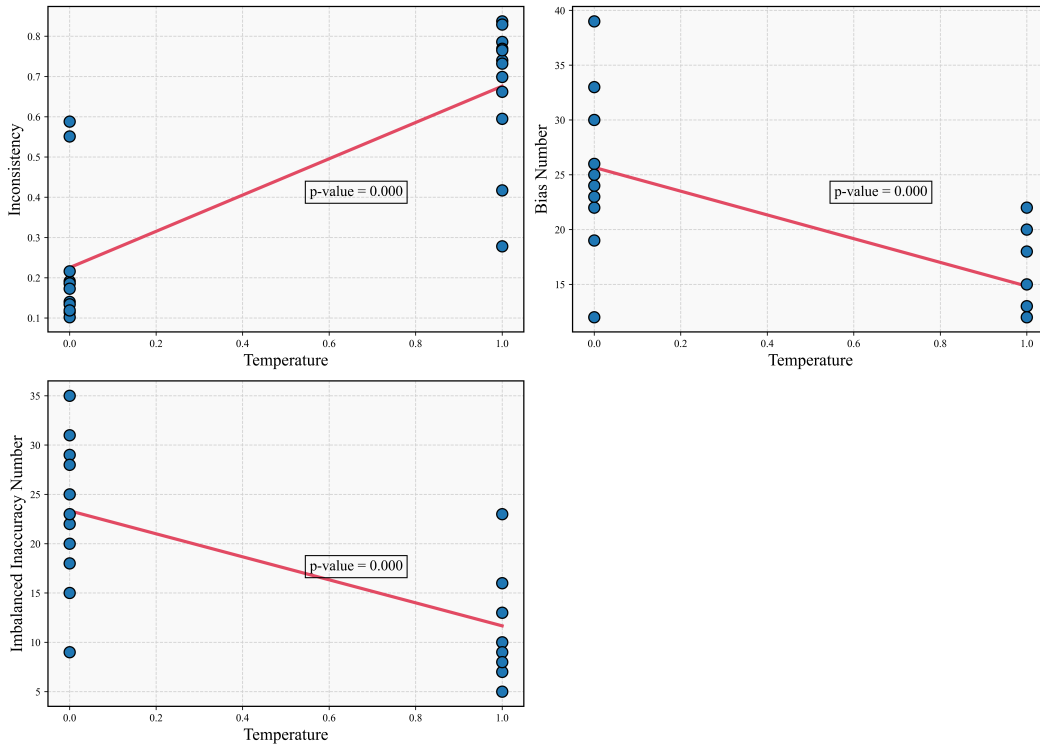 Inconsistency
0.8
0.7
0.6
0.5
0.4
0.3
0.2
0.1
p-value = 0.000
0.0 0.2 0.4 0.6 0.8 1.0
Temperature
Bias Number
40
35
30
25
20
15
p-value = 0.000
0.0 0.2 0.4 0.6 0.8 1.0
Temperature
Imbalanced Inaccuracy Number
35
30
25
20
15
10
5
p-value = 0.000
0.0 0.2 0.4 0.6 0.8 1.0
Temperature